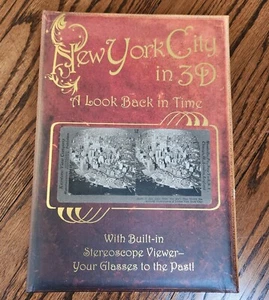 New York City
in 3D
A Look Back in Time
With Built-in
Stereoscope Viewer—
Your Glasses to the Past!